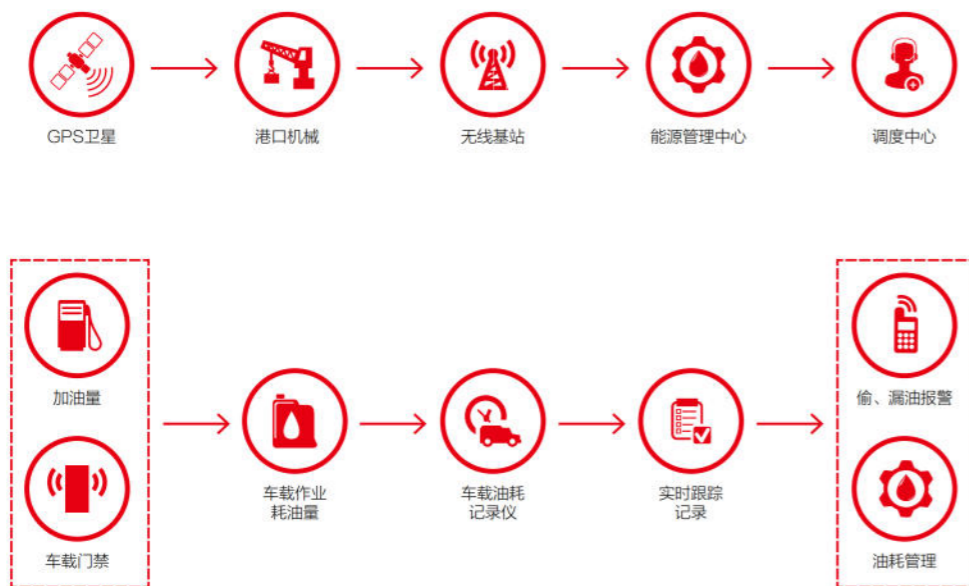 GPS卫星
港口机械
无线基站
能源管理中心
调度中心
加油量
车载门禁
车载作业
耗油量
车载油耗
记录仪
实时跟踪
记录
偷、漏油报警
油耗管理